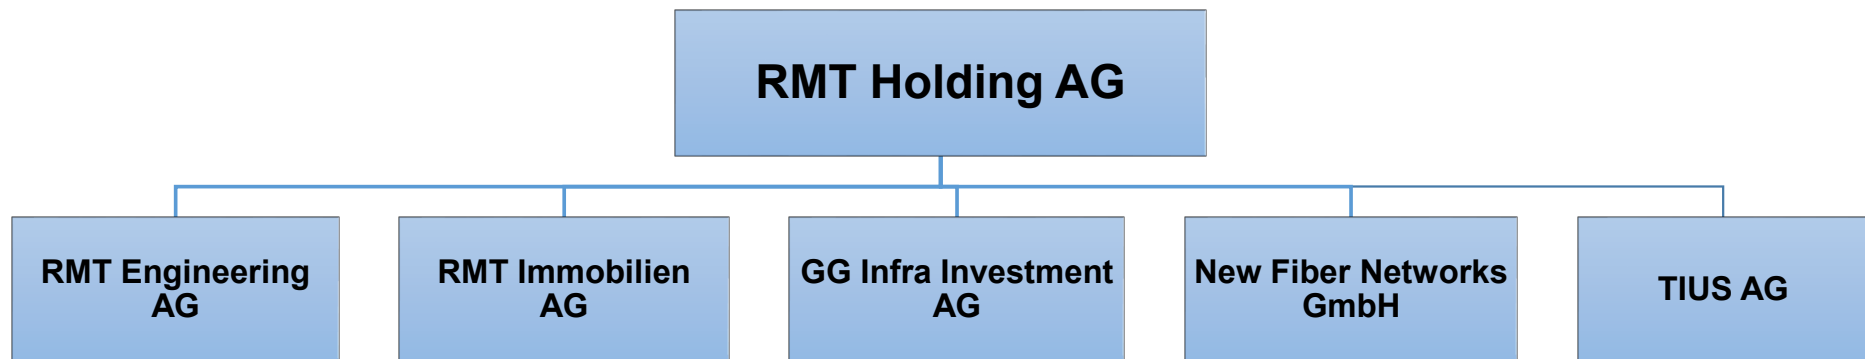 RMT Holding AG
RMT Engineering
AG
RMT Immobilien
AG
GG Infra Investment
AG
New Fiber Networks
GmbH
TIUS AG